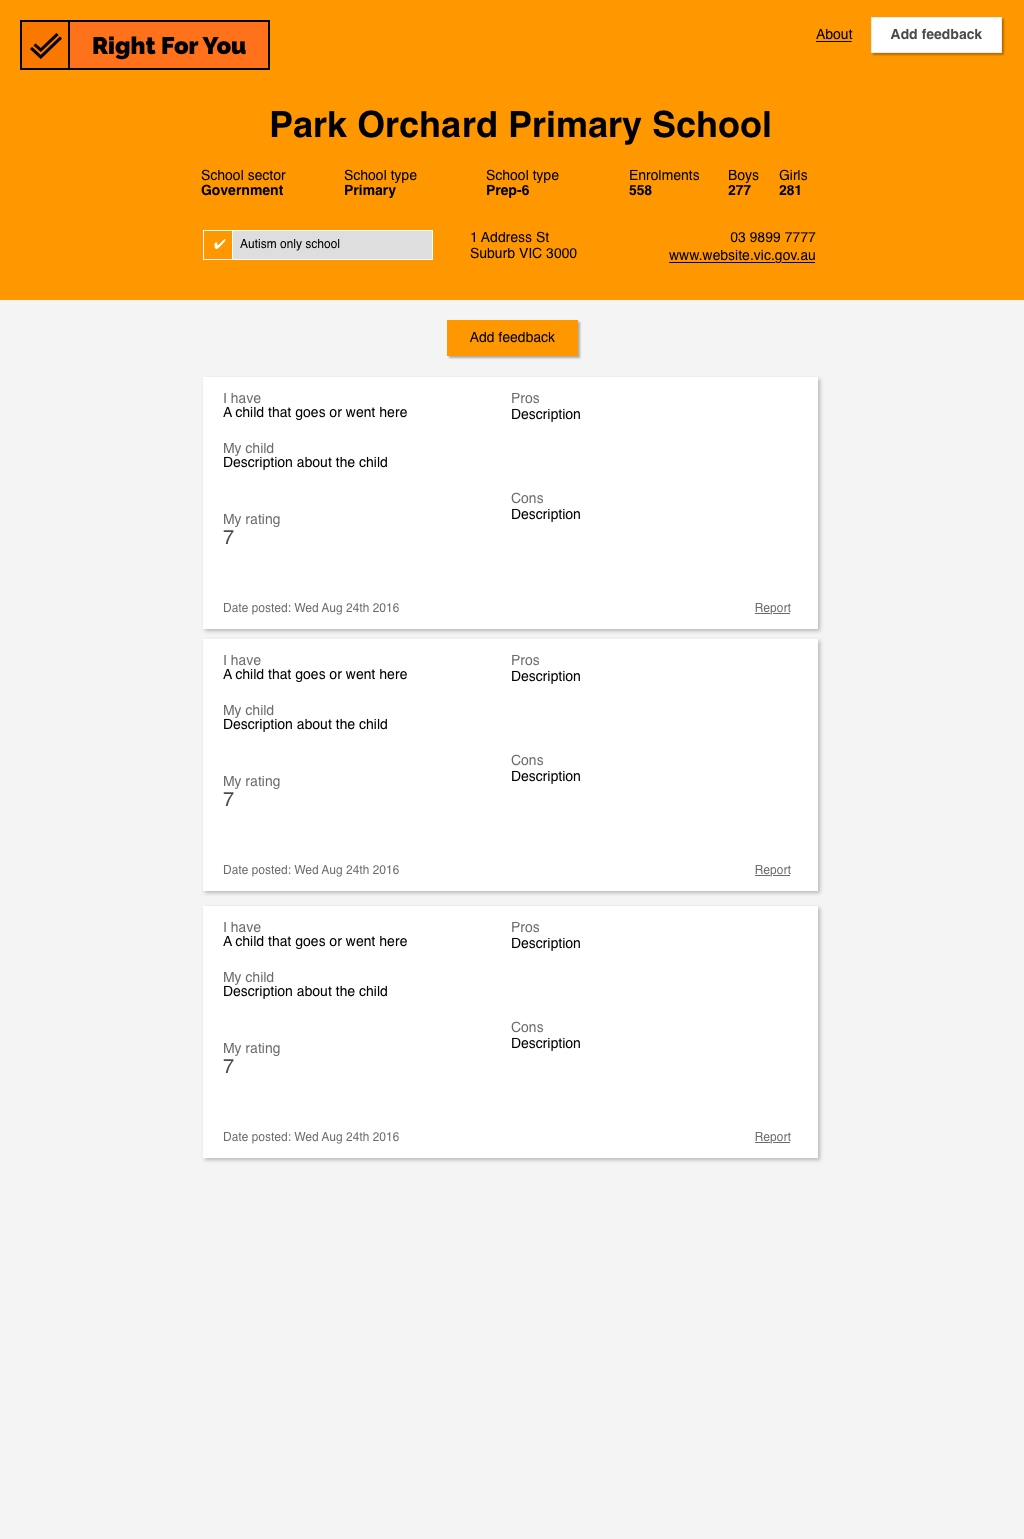 Right For You
About
Add feedback
Park Orchard Primary School
School sector
Government
School type
Primary
School type
Prep-6
Enrolments
558
Boys
277
Girls
281
✔ Autism only school
1 Address St
Suburb VIC 3000
03 9899 7777
www.website.vic.gov.au
Add feedback
I have
A child that goes or went here
My child
Description about the child
My rating
7
Pros
Description
Cons
Description
Date posted: Wed Aug 24th 2016
Report
I have
A child that goes or went here
My child
Description about the child
My rating
7
Pros
Description
Cons
Description
Date posted: Wed Aug 24th 2016
Report
I have
A child that goes or went here
My child
Description about the child
My rating
7
Pros
Description
Cons
Description
Date posted: Wed Aug 24th 2016
Report